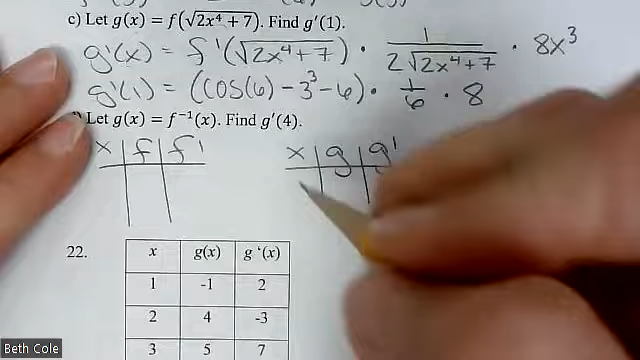 c) Let g(x) = f(√2x⁴ + 7). Find g'(1).
g'(x) = f'(√2x⁴+7) · 1/(2√2x⁴+7) · 8x³
g'(1) = (cos(6) - 3³ - 6) · 1/6 · 8
Let g(x) = f⁻¹(x). Find g'(4).
x f f' x g g'
22. x g(x) g '(x)
1 -1 2
2 4 -3
3 5 7
Beth Cole